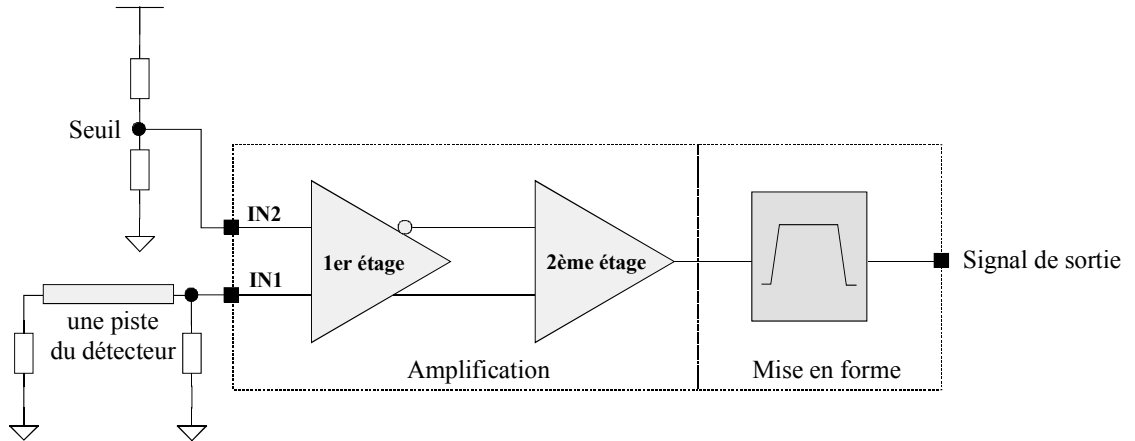 Seuil
IN2
1er étage
2ème étage
IN1
Signal de sortie
une piste
du détecteur
Amplification
Mise en forme